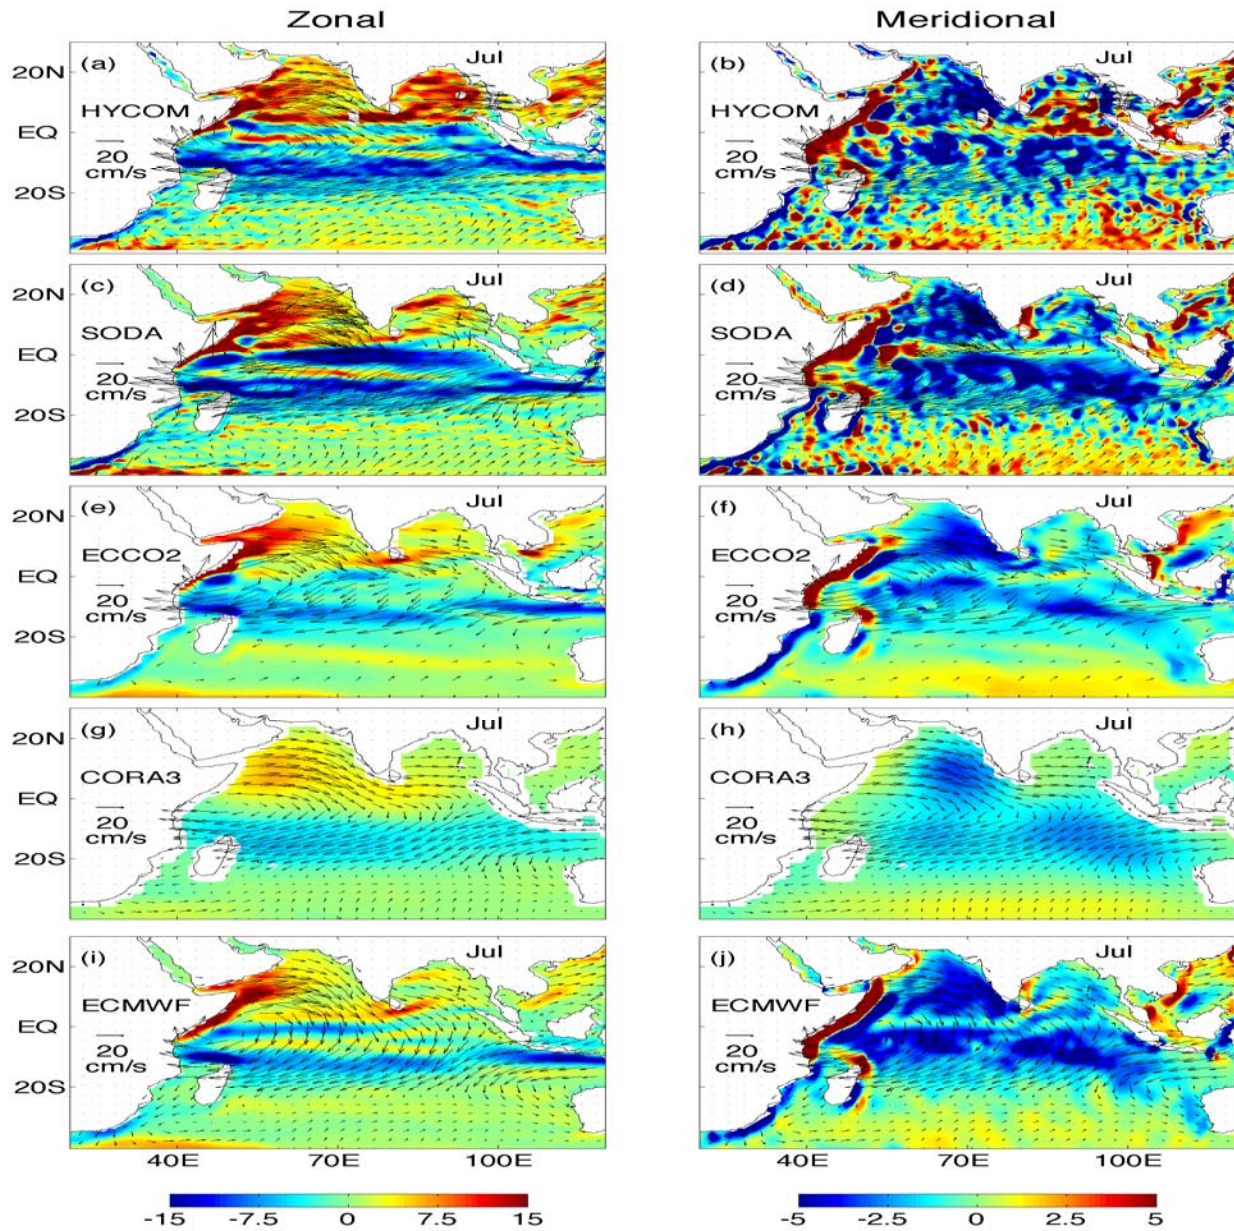 Zonal Meridional
(a) Jul (b) Jul
20N
HYCOM HYCOM
EQ
20 20
cm/s cm/s
20S
(c) Jul (d) Jul
20N
SODA SODA
EQ
20 20
cm/s cm/s
20S
(e) Jul (f) Jul
20N
ECCO2 ECCO2
EQ
20 20
cm/s cm/s
20S
(g) Jul (h) Jul
20N
CORA3 CORA3
EQ
20 20
cm/s cm/s
20S
(i) Jul (j) Jul
20N
ECMWF ECMWF
EQ
20 20
cm/s cm/s
20S
40E 70E 100E 40E 70E 100E
-15 -7.5 0 7.5 15 -5 -2.5 0 2.5 5